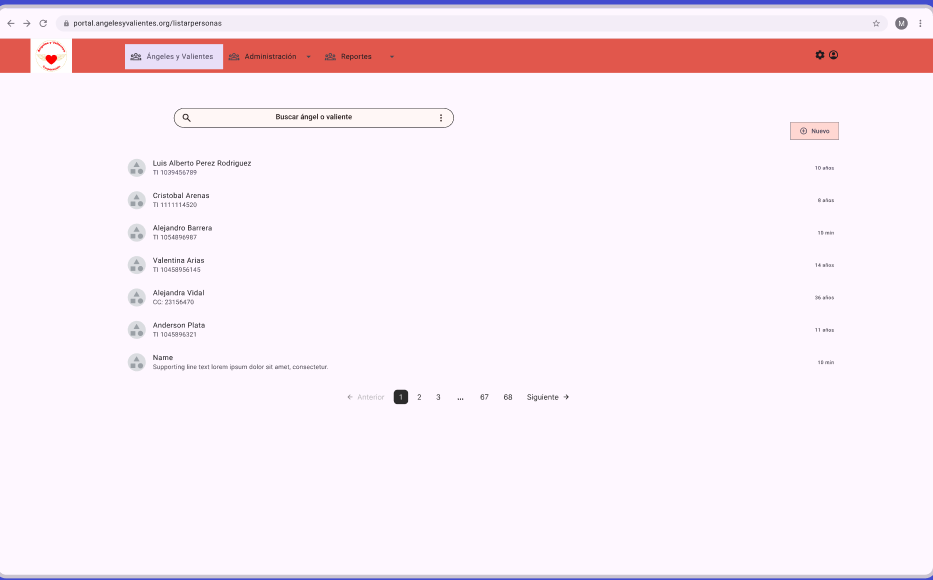 portal.angelesyvalientes.org/listarpersonas
M
Ángeles y Valientes
Administración
Reportes
Buscar ángel o valiente
Nuevo
Luis Alberto Perez Rodriguez
10 años
TI 1039456789
Cristobal Arenas
8 años
TI 1111114520
Alejandro Barrera
10 min
TI 1054896987
Valentina Arias
14 años
TI 10458956145
Alejandra Vidal
36 años
CC. 23156470
Anderson Plata
11 años
TI 1045896321
Name
10 min
Supporting line text lorem ipsum dolor sit amet, consectetur.
← Anterior 1 2 3 ... 67 68 Siguiente →